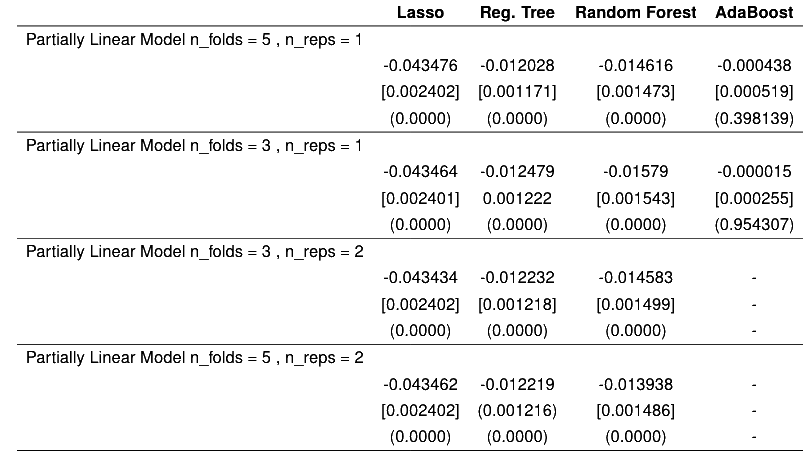 Lasso Reg. Tree Random Forest AdaBoost
Partially Linear Model n_folds = 5 , n_reps = 1
-0.043476 -0.012028 -0.014616 -0.000438
[0.002402] [0.001171] [0.001473] [0.000519]
(0.0000) (0.0000) (0.0000) (0.398139)
Partially Linear Model n_folds = 3 , n_reps = 1
-0.043464 -0.012479 -0.01579 -0.000015
[0.002401] 0.001222 [0.001543] [0.000255]
(0.0000) (0.0000) (0.0000) (0.954307)
Partially Linear Model n_folds = 3 , n_reps = 2
-0.043434 -0.012232 -0.014583 -
[0.002402] [0.001218] [0.001499] -
(0.0000) (0.0000) (0.0000) -
Partially Linear Model n_folds = 5 , n_reps = 2
-0.043462 -0.012219 -0.013938 -
[0.002402] (0.001216) [0.001486] -
(0.0000) (0.0000) (0.0000) -